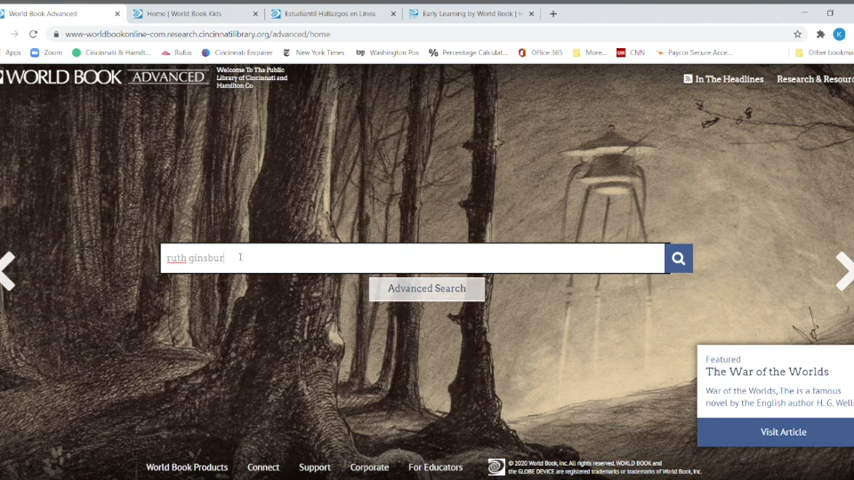 World Book Advanced
Home | World Book Kids
Estudiantil Hallazgos en Línea
Early Learning by World Book | H
worldbookonline-com.research.cincinnatilibrary.org/advanced/home
Apps
Zoom
Cincinnati & Hamilt...
Rufus
Cincinnati Enquirer
New York Times
Washington Pos
Percentage Calculat...
Office 365
More...
CNN
Paycor Secure Acce...
Other bookma
WORLD BOOK ADVANCED
Welcome To The Public
Library of Cincinnati and
Hamilton Co.
In The Headlines
Research & Resour
ruth ginsbur
Advanced Search
Featured
The War of the Worlds
War of the Worlds, The is a famous
novel by the English author H. G. Wells
Visit Article
World Book Products
Connect
Support
Corporate
For Educators
© 2020 World Book, Inc. All rights reserved. WORLD BOOK and
the GLOBE DEVICE are registered trademarks or trademarks of World Book, Inc.